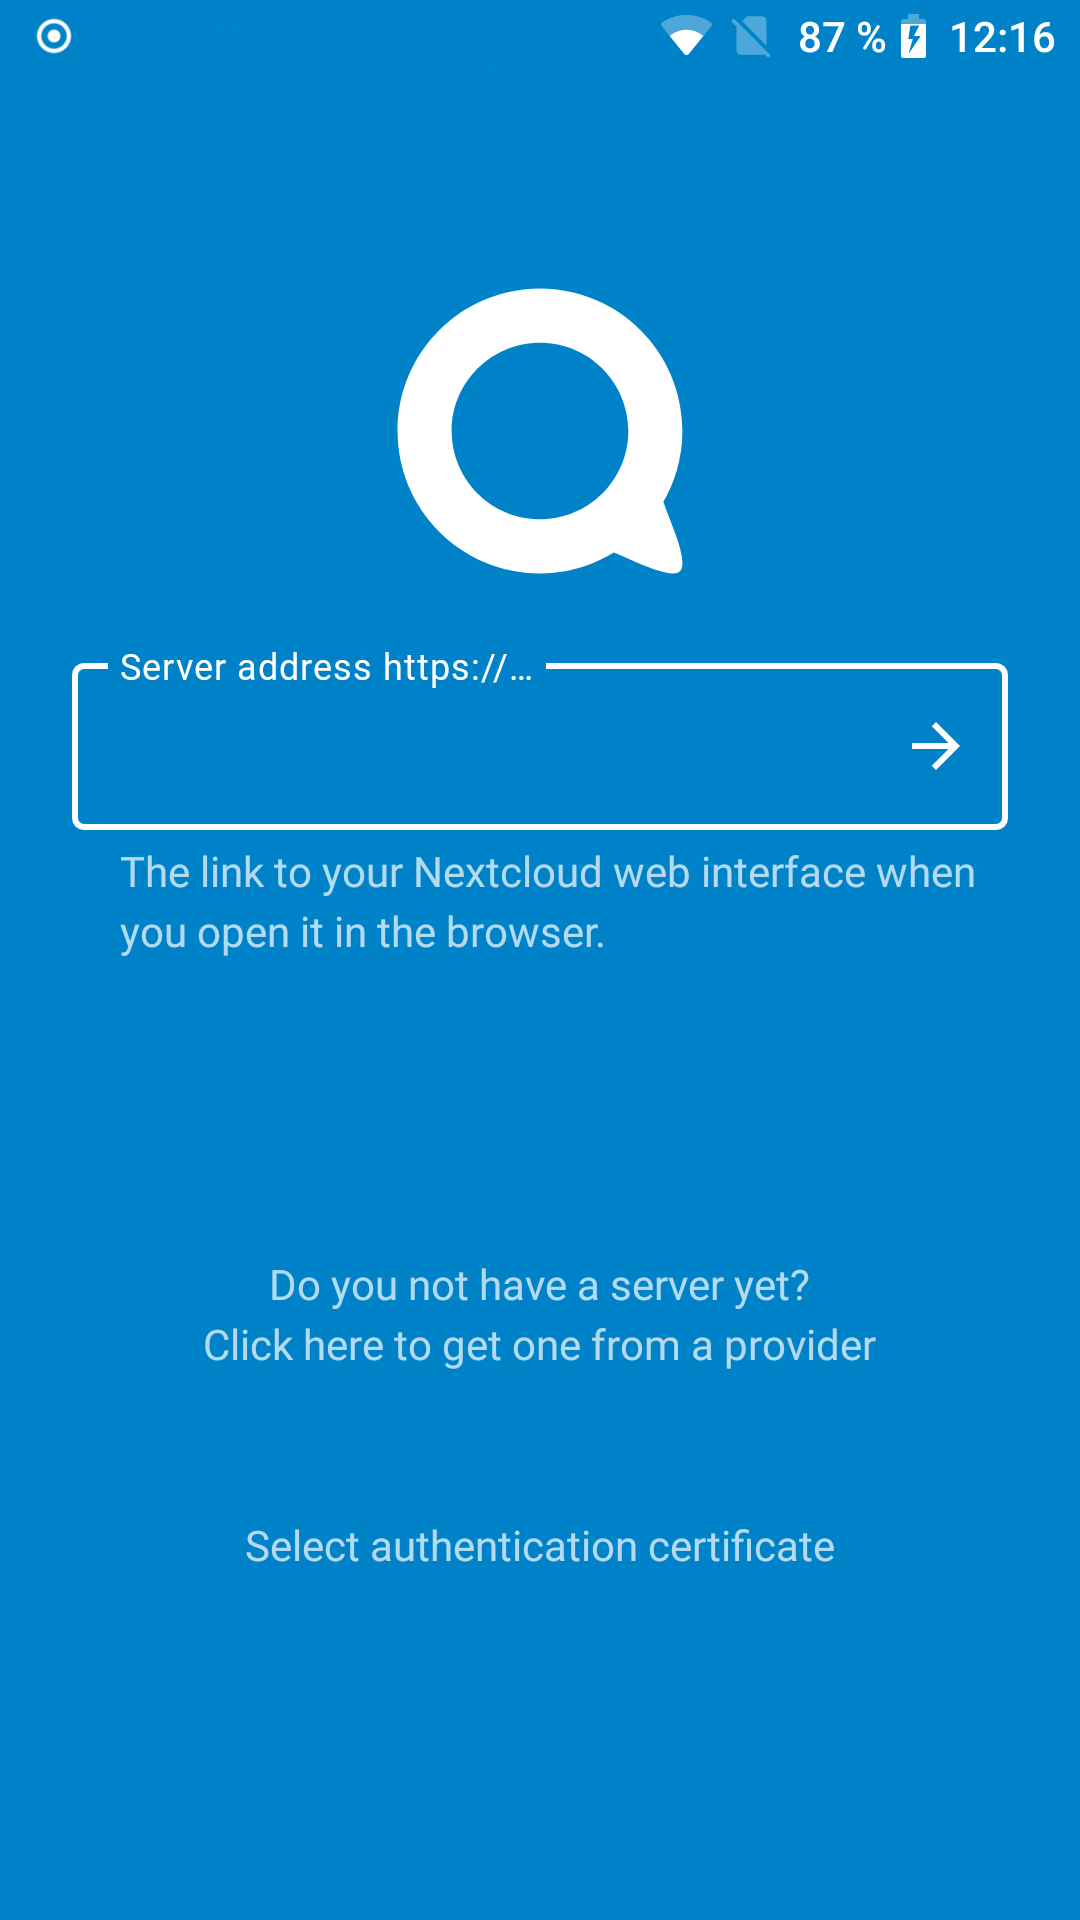 87 % 12:16
Server address https://…
The link to your Nextcloud web interface when
you open it in the browser.
Do you not have a server yet?
Click here to get one from a provider
Select authentication certificate